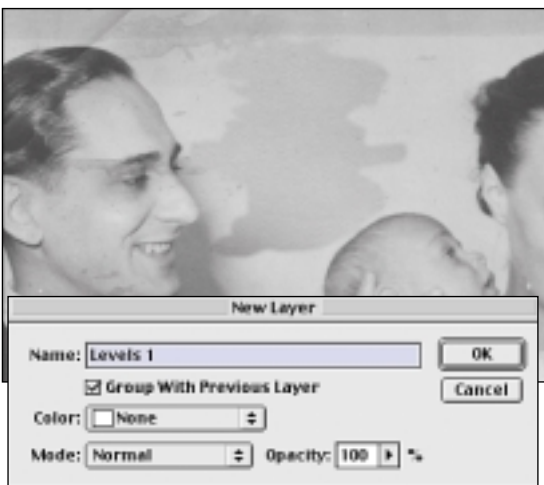 New Layer
Name: Levels 1
OK
Group With Previous Layer
Cancel
Color: None
Mode: Normal Opacity: 100 %